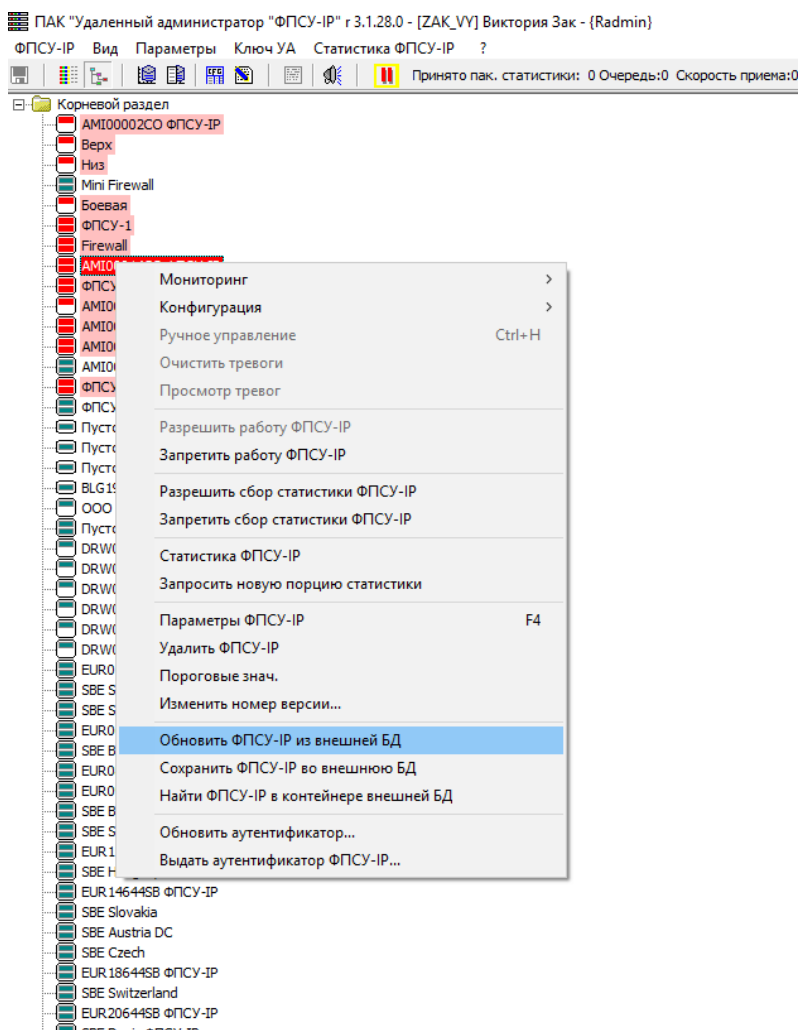 ПАК "Удаленный администратор "ФПСУ-IP" r 3.1.28.0 - [ZAK_VY] Виктория Зак - {Radmin}
ФПСУ-IP Вид Параметры Ключ УА Статистика ФПСУ-IP ?
Принято пак. статистики: 0 Очередь:0 Скорость приема:0
Корневой раздел
AMI00002CO ФПСУ-IP
Верх
Низ
Mini Firewall
Боевая
ФПСУ-1
Firewall
Мониторинг
Конфигурация
Ручное управление Ctrl+H
Очистить тревоги
Просмотр тревог
Разрешить работу ФПСУ-IP
Запретить работу ФПСУ-IP
Разрешить сбор статистики ФПСУ-IP
Запретить сбор статистики ФПСУ-IP
Статистика ФПСУ-IP
Запросить новую порцию статистики
Параметры ФПСУ-IP F4
Удалить ФПСУ-IP
Пороговые знач.
Изменить номер версии...
Обновить ФПСУ-IP из внешней БД
Сохранить ФПСУ-IP во внешнюю БД
Найти ФПСУ-IP в контейнере внешней БД
Обновить аутентификатор...
Выдать аутентификатор ФПСУ-IP...
ООО
EUR14644SB ФПСУ-IP
SBE Slovakia
SBE Austria DC
SBE Czech
EUR18644SB ФПСУ-IP
SBE Switzerland
EUR20644SB ФПСУ-IP